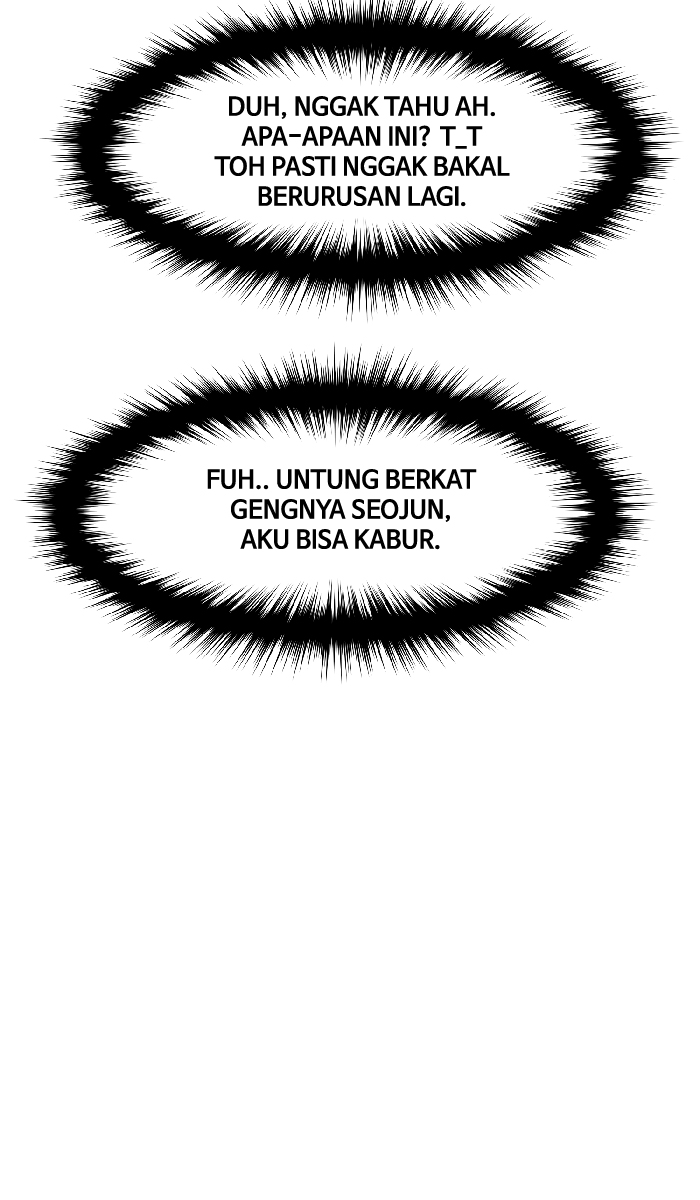 DUH, NGGAK TAHU AH.
APA-APAAN INI? T_T
TOH PASTI NGGAK BAKAL
BERURUSAN LAGI.
FUH.. UNTUNG BERKAT
GENGNYA SEOJUN,
AKU BISA KABUR.